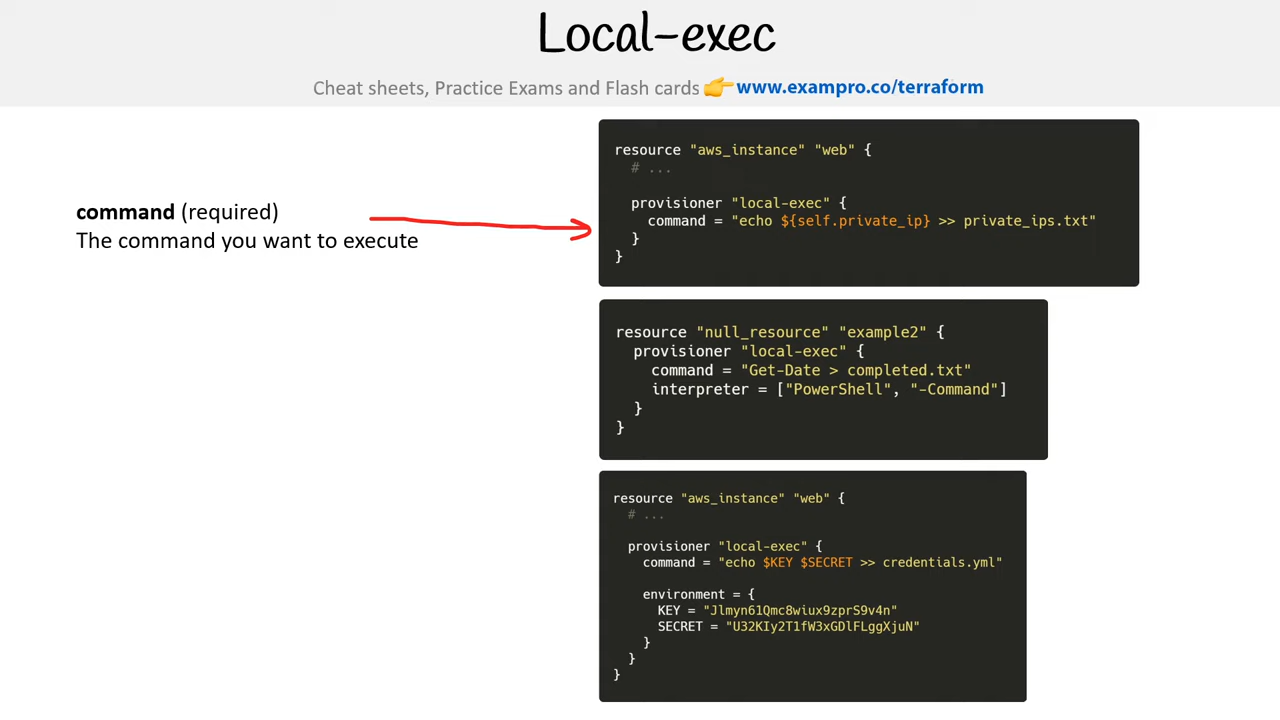 Local-exec
Cheat sheets, Practice Exams and Flash cards 👉 www.exampro.co/terraform
command (required)
The command you want to execute
resource "aws_instance" "web" {
  # ...

  provisioner "local-exec" {
    command = "echo ${self.private_ip} >> private_ips.txt"
  }
}
resource "null_resource" "example2" {
  provisioner "local-exec" {
    command = "Get-Date > completed.txt"
    interpreter = ["PowerShell", "-Command"]
  }
}
resource "aws_instance" "web" {
  # ...

  provisioner "local-exec" {
    command = "echo $KEY $SECRET >> credentials.yml"

    environment = {
      KEY = "Jlmyn61Qmc8wiux9zprS9v4n"
      SECRET = "U32KIy2T1fW3xGDlFLggXjuN"
    }
  }
}